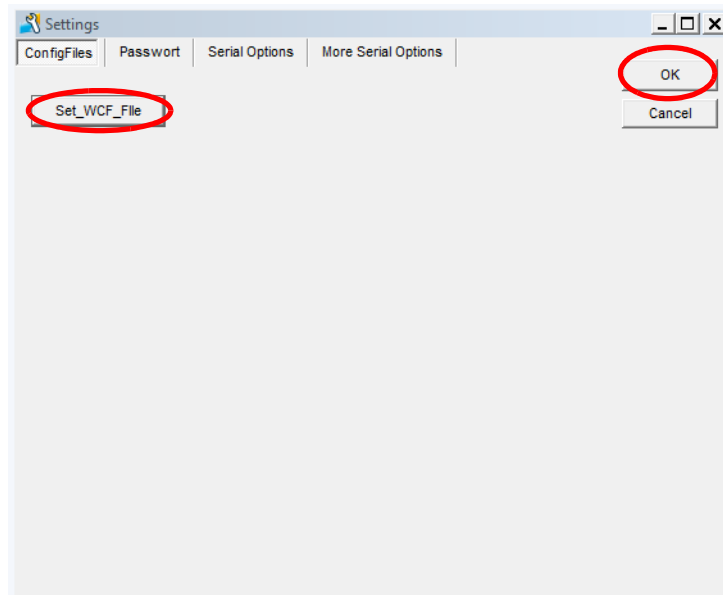 Settings
ConfigFiles Passwort Serial Options More Serial Options
OK
Set_WCF_FIle
Cancel